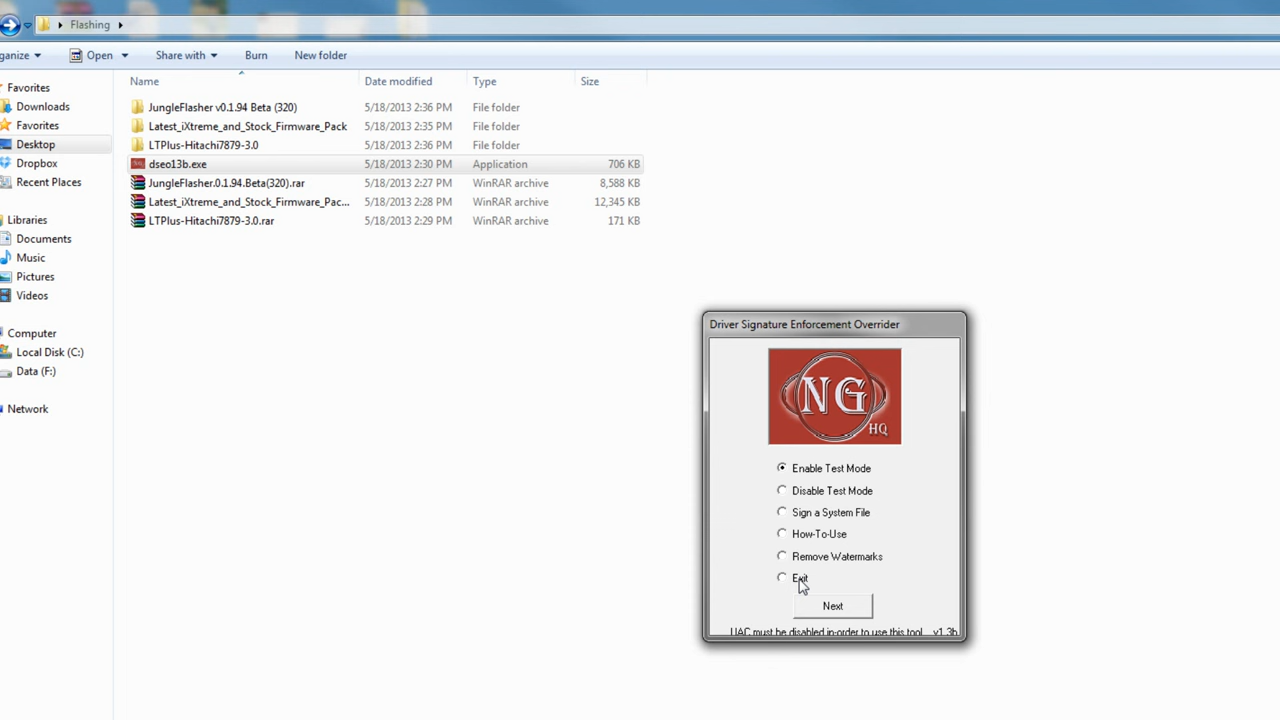 Flashing
ganize Open Share with Burn New folder
Name Date modified Type Size
Favorites
Downloads
Favorites
Desktop
Dropbox
Recent Places
Libraries
Documents
Music
Pictures
Videos
Computer
Local Disk (C:)
Data (F:)
Network
JungleFlasher v0.1.94 Beta (320) 5/18/2013 2:36 PM File folder
Latest_iXtreme_and_Stock_Firmware_Pack 5/18/2013 2:35 PM File folder
LTPlus-Hitachi7879-3.0 5/18/2013 2:36 PM File folder
dseo13b.exe 5/18/2013 2:30 PM Application 706 KB
JungleFlasher.0.1.94.Beta(320).rar 5/18/2013 2:27 PM WinRAR archive 8,588 KB
Latest_iXtreme_and_Stock_Firmware_Pac... 5/18/2013 2:28 PM WinRAR archive 12,345 KB
LTPlus-Hitachi7879-3.0.rar 5/18/2013 2:29 PM WinRAR archive 171 KB
Driver Signature Enforcement Overrider
NG
HQ
Enable Test Mode
Disable Test Mode
Sign a System File
How-To-Use
Remove Watermarks
Exit
Next
UAC must be disabled in-order to use this tool v1.3b